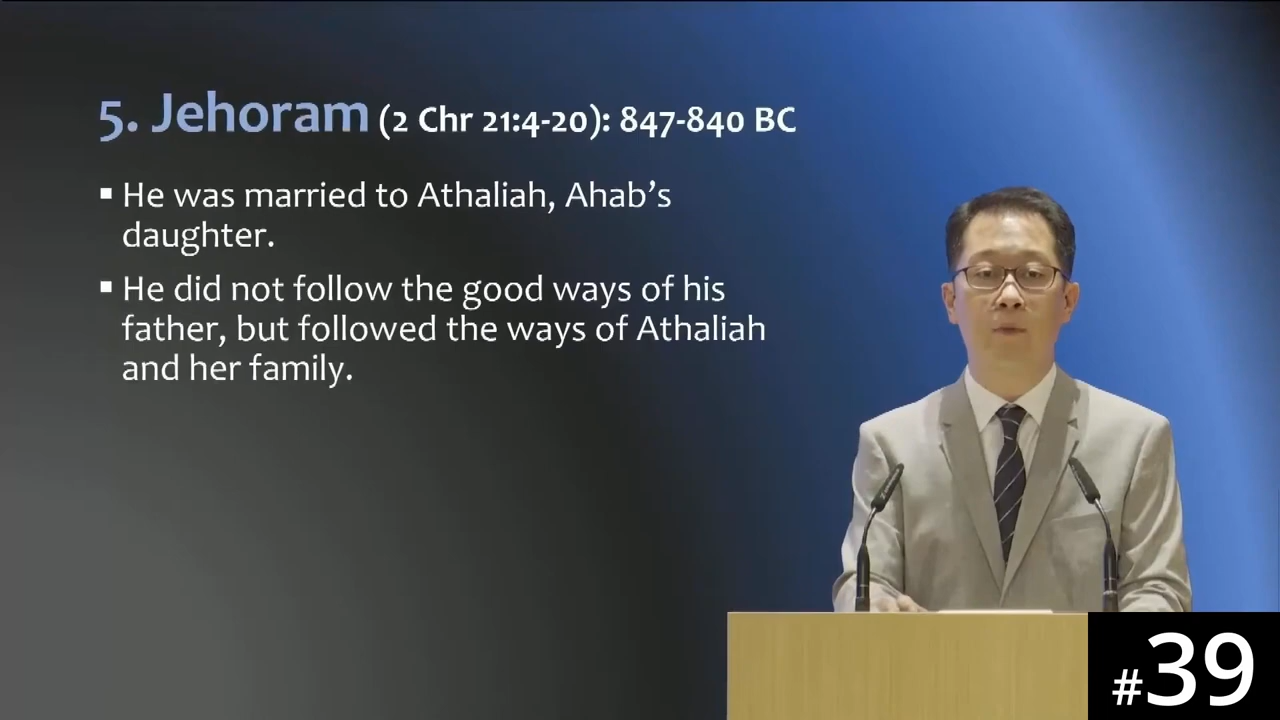 5. Jehoram (2 Chr 21:4-20): 847-840 BC
▪ He was married to Athaliah, Ahab’s
daughter.
▪ He did not follow the good ways of his
father, but followed the ways of Athaliah
and her family.
#39